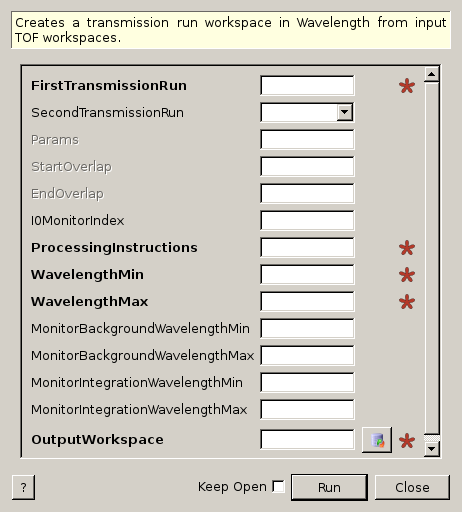 Creates a transmission run workspace in Wavelength from input
TOF workspaces.
FirstTransmissionRun
SecondTransmissionRun
Params
StartOverlap
EndOverlap
I0MonitorIndex
ProcessingInstructions
WavelengthMin
WavelengthMax
MonitorBackgroundWavelengthMin
MonitorBackgroundWavelengthMax
MonitorIntegrationWavelengthMin
MonitorIntegrationWavelengthMax
OutputWorkspace
? Keep Open Run Close